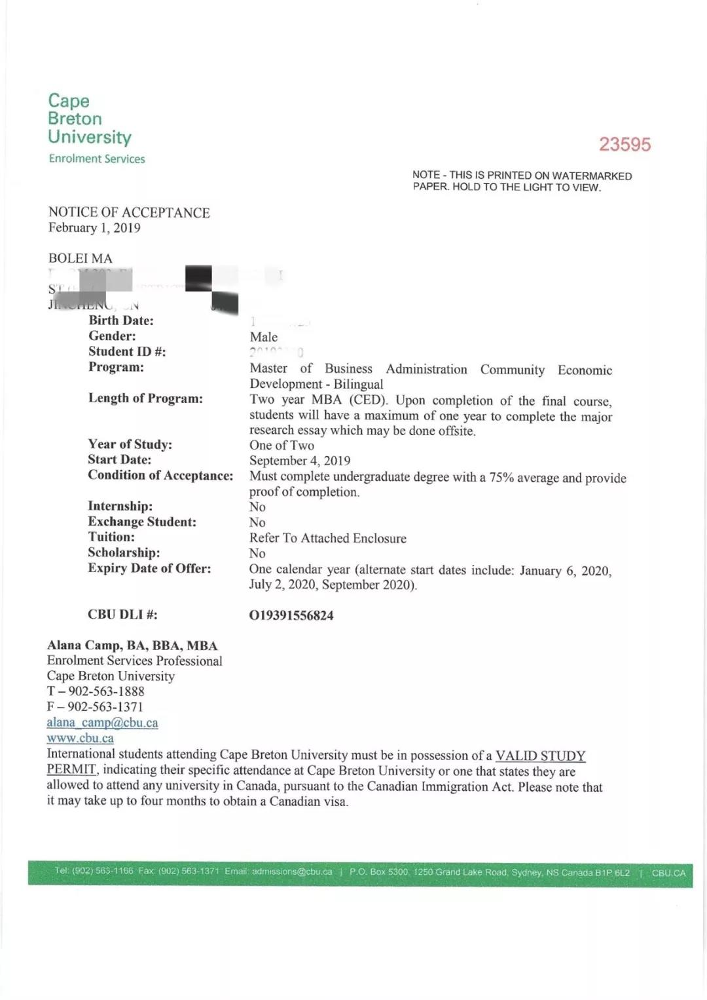 Cape
Breton
University
Enrolment Services
23595
NOTE - THIS IS PRINTED ON WATERMARKED
PAPER. HOLD TO THE LIGHT TO VIEW.
NOTICE OF ACCEPTANCE
February 1, 2019
BOLEI MA
Birth Date:
Gender: Male
Student ID #:
Program: Master of Business Administration Community Economic
Development - Bilingual
Length of Program: Two year MBA (CED). Upon completion of the final course,
students will have a maximum of one year to complete the major
research essay which may be done offsite.
Year of Study: One of Two
Start Date: September 4, 2019
Condition of Acceptance: Must complete undergraduate degree with a 75% average and provide
proof of completion.
Internship: No
Exchange Student: No
Tuition: Refer To Attached Enclosure
Scholarship: No
Expiry Date of Offer: One calendar year (alternate start dates include: January 6, 2020,
July 2, 2020, September 2020).
CBU DLI #: O19391556824
Alana Camp, BA, BBA, MBA
Enrolment Services Professional
Cape Breton University
T – 902-563-1888
F – 902-563-1371
alana_camp@cbu.ca
www.cbu.ca
International students attending Cape Breton University must be in possession of a VALID STUDY
PERMIT, indicating their specific attendance at Cape Breton University or one that states they are
allowed to attend any university in Canada, pursuant to the Canadian Immigration Act. Please note that
it may take up to four months to obtain a Canadian visa.
Tel: (902) 563-1166 Fax: (902) 563-1371 Email: admissions@cbu.ca | P.O. Box 5300, 1250 Grand Lake Road, Sydney, NS Canada B1P 6L2 | CBU.CA